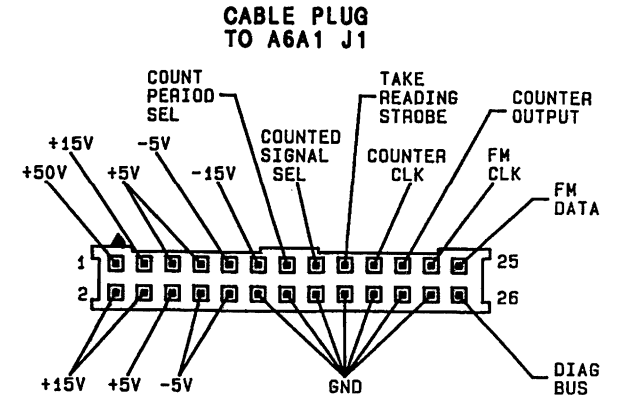 CABLE PLUG
TO A6A1 J1
COUNT
PERIOD
SEL
TAKE
READING
STROBE
COUNTER
OUTPUT
+15V
-5V
COUNTED
SIGNAL
SEL
COUNTER
CLK
FM
CLK
+50V
+5V
-15V
FM
DATA
1
25
2
26
+15V
+5V
-5V
GND
DIAG
BUS